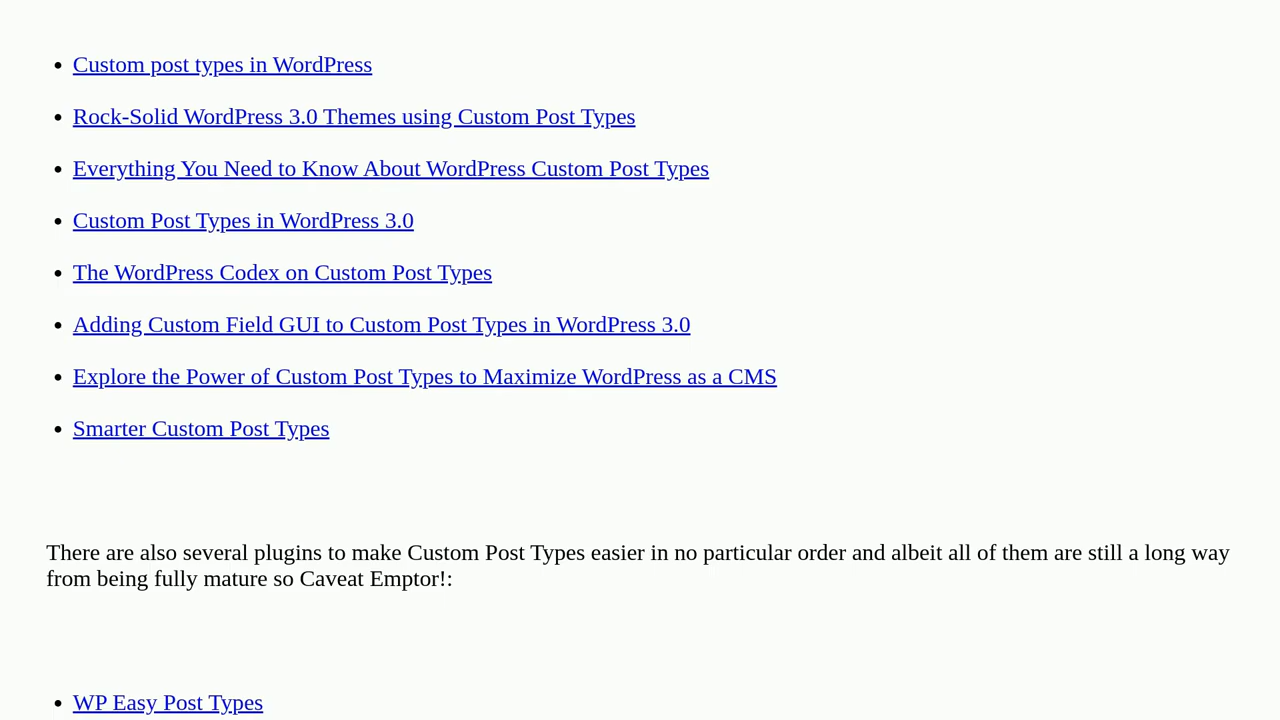 Custom post types in WordPress
Rock-Solid WordPress 3.0 Themes using Custom Post Types
Everything You Need to Know About WordPress Custom Post Types
Custom Post Types in WordPress 3.0
The WordPress Codex on Custom Post Types
Adding Custom Field GUI to Custom Post Types in WordPress 3.0
Explore the Power of Custom Post Types to Maximize WordPress as a CMS
Smarter Custom Post Types
There are also several plugins to make Custom Post Types easier in no particular order and albeit all of them are still a long way
from being fully mature so Caveat Emptor!:
WP Easy Post Types